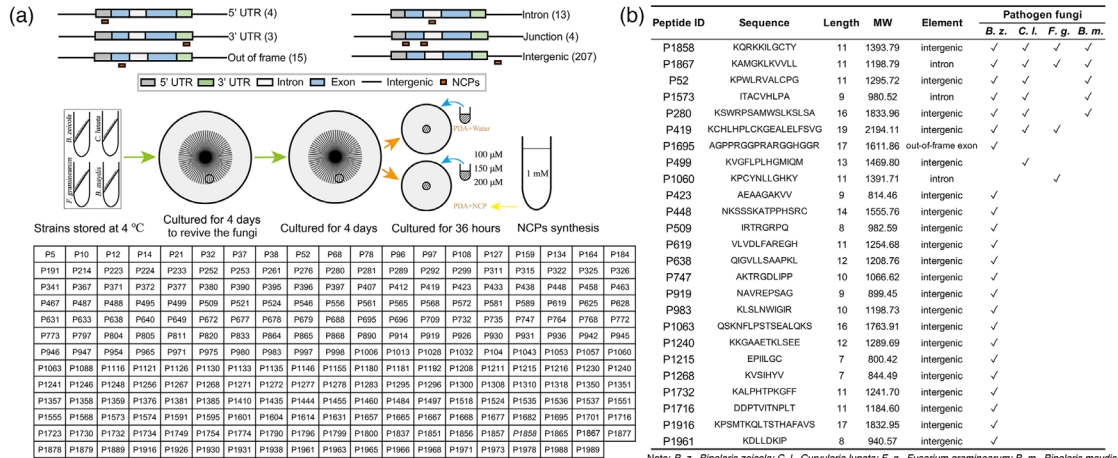 (a)
5' UTR (4)
Intron (13)
3' UTR (3)
Junction (4)
Out of frame (15)
Intergenic (207)
5' UTR 3' UTR Intron Exon Intergenic NCPs
B. zeicola C. lunata
F. graminearum B. maydis
PDA+Water
100 µM
150 µM
200 µM
PDA+NCP
1 mM
Strains stored at 4 ℃
Cultured for 4 days
to revive the fungi
Cultured for 4 days
Cultured for 36 hours
NCPs synthesis
P5 P10 P12 P14 P21 P32 P37 P38 P52 P68 P78 P96 P97 P108 P127 P159 P134 P164 P184
P191 P214 P223 P224 P233 P252 P261 P276 P280 P281 P289 P292 P299 P311 P315 P322 P325 P326
P341 P367 P371 P372 P377 P380 P390 P395 P396 P397 P407 P412 P419 P423 P433 P438 P448 P458 P463
P467 P487 P488 P495 P499 P509 P521 P524 P546 P556 P561 P565 P568 P572 P581 P589 P619 P625 P628
P631 P633 P638 P640 P649 P672 P677 P678 P679 P688 P695 P696 P709 P732 P735 P747 P764 P768 P772
P773 P797 P804 P805 P811 P820 P833 P864 P865 P868 P890 P914 P919 P926 P930 P931 P936 P942 P945
P946 P947 P954 P965 P971 P975 P980 P983 P997 P998 P1006 P1013 P1028 P1032 P104 P1043 P1053 P1057 P1060
P1063 P1088 P1116 P1121 P1126 P1130 P1133 P1135 P1146 P1155 P1180 P1181 P1192 P1208 P1211 P1215 P1216 P1230 P1240
P1241 P1246 P1248 P1256 P1267 P1268 P1271 P1272 P1277 P1278 P1283 P1295 P1296 P1300 P1308 P1310 P1318 P1350 P1351
P1357 P1358 P1359 P1376 P1381 P1385 P1410 P1435 P1444 P1455 P1460 P1484 P1497 P1518 P1524 P1535 P1536 P1537 P1551
P1555 P1568 P1573 P1574 P1591 P1595 P1601 P1604 P1614 P1631 P1657 P1665 P1667 P1668 P1677 P1682 P1695 P1701 P1716
P1723 P1730 P1732 P1734 P1749 P1754 P1774 P1790 P1796 P1799 P1800 P1837 P1851 P1856 P1857 P1858 P1865 P1867 P1877
P1878 P1879 P1889 P1916 P1926 P1930 P1931 P1938 P1961 P1963 P1965 P1966 P1968 P1971 P1973 P1978 P1988 P1989
(b)
Peptide ID Sequence Length MW Element Pathogen fungi
B. z. C. l. F. g. B. m.
P1858 KQRKKILGCTY 11 1393.79 intergenic ✓ ✓ ✓ ✓
P1867 KAMGKLKVVLL 11 1198.79 intron ✓ ✓ ✓ ✓
P52 KPWLRVALCPG 11 1295.72 intergenic ✓ ✓ ✓
P1573 ITACVHLPA 9 980.52 intron ✓ ✓ ✓
P280 KSWRPSAMWSLKSLSA 16 1833.96 intergenic ✓ ✓ ✓
P419 KCHLHPLCKGEALELFSVG 19 2194.11 intergenic ✓ ✓ ✓
P1695 AGPPRGGPRARGGHGGR 17 1611.86 out-of-frame exon ✓
P499 KVGFLPLHGMIQM 13 1469.80 intergenic ✓
P1060 KPCYNLLGHKY 11 1391.71 intron ✓
P423 AEAAGAKVV 9 814.46 intergenic ✓
P448 NKSSSKATPPHSRC 14 1555.76 intergenic ✓
P509 IRTRGRPQ 8 982.59 intergenic ✓
P619 VLVDLFAREGH 11 1254.68 intergenic ✓
P638 QIGVLLSAAPKL 12 1208.76 intergenic ✓
P747 AKTRGDLIPP 10 1066.62 intergenic ✓
P919 NAVREPSAG 9 899.45 intergenic ✓
P983 KLSLNWIGIR 10 1198.73 intergenic ✓
P1063 QSKNFLPSTSEALQKS 16 1763.91 intergenic ✓
P1240 KKGAAETKLSEE 12 1289.69 intergenic ✓
P1215 EPIILGC 7 800.42 intergenic ✓
P1268 KVSIHYV 7 844.49 intergenic ✓
P1732 KALPHTPKGFF 11 1241.70 intergenic ✓
P1716 DDPTVITNPLT 11 1184.60 intergenic ✓
P1916 KPSMTKQLTSTHAFAVS 17 1832.95 intergenic ✓
P1961 KDLLDKIP 8 940.57 intergenic ✓